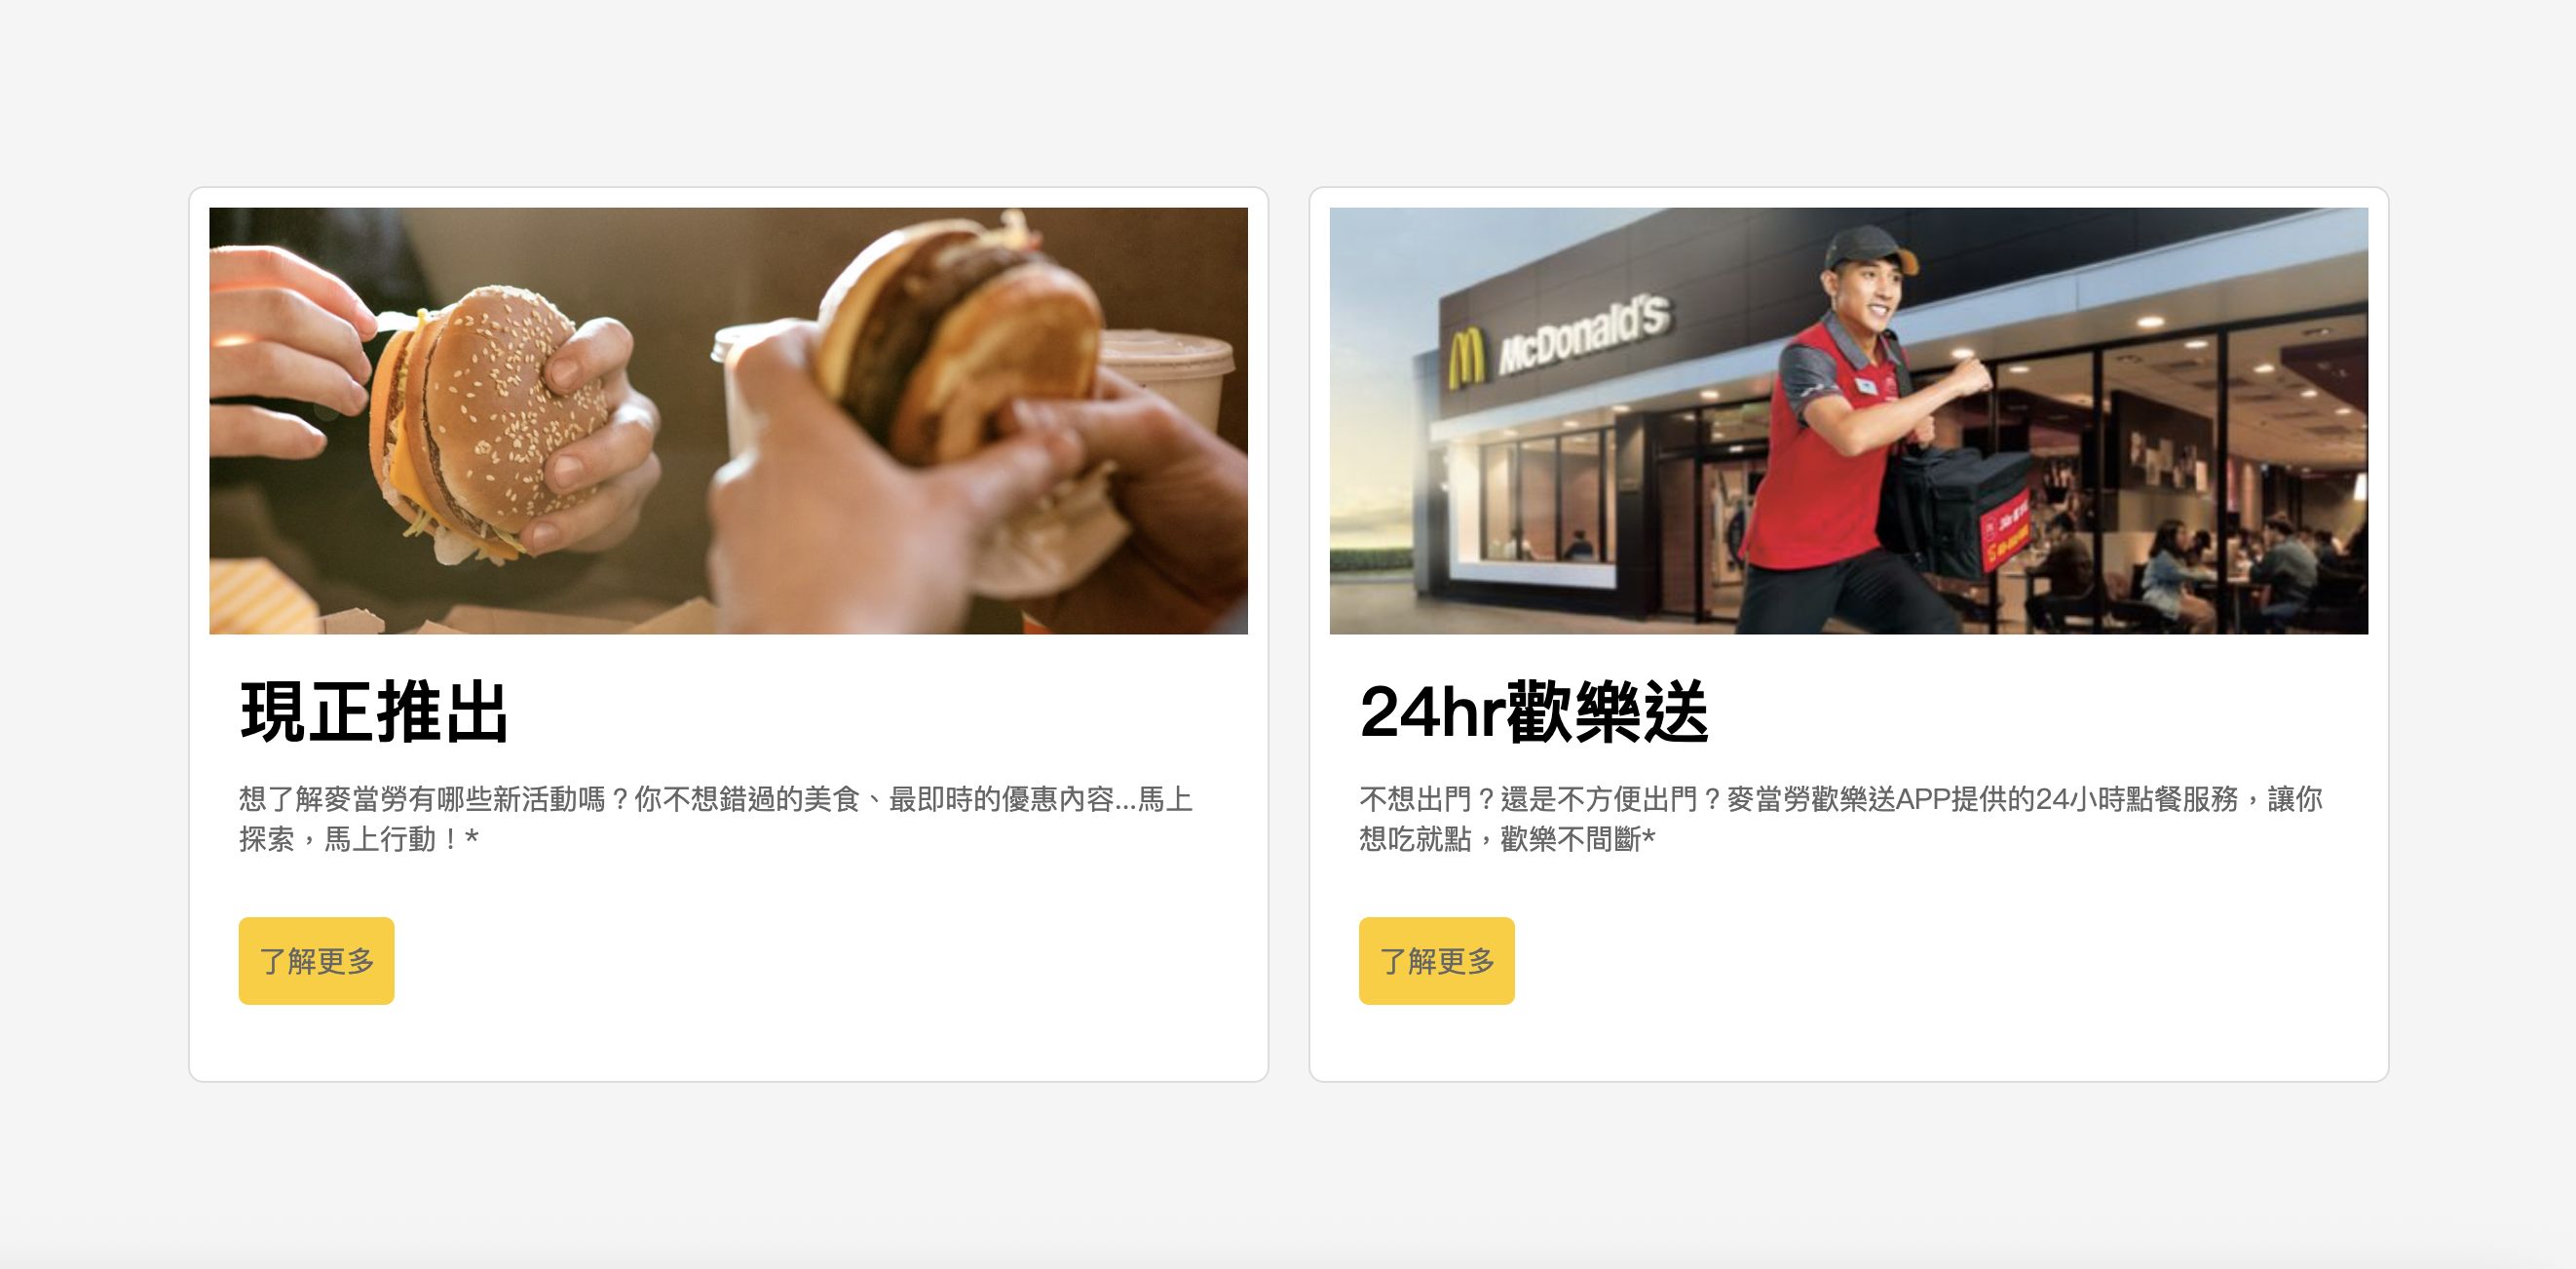 McDonald's
現正推出
想了解麥當勞有哪些新活動嗎？你不想錯過的美食、最即時的優惠內容...馬上
探索，馬上行動！*
了解更多
24hr歡樂送
不想出門？還是不方便出門？麥當勞歡樂送APP提供的24小時點餐服務，讓你
想吃就點，歡樂不間斷*
了解更多